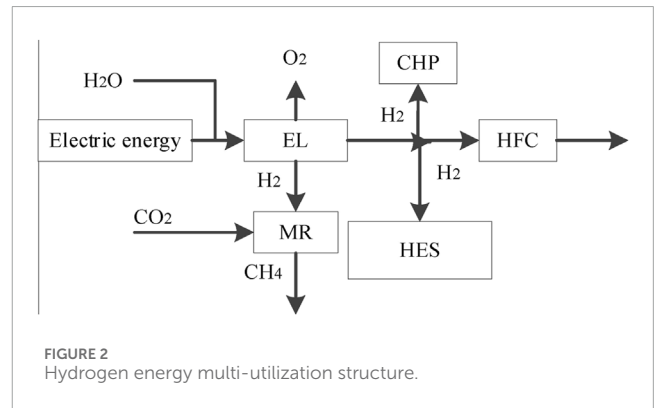 O2
CHP
H2O
H2
Electric energy
EL
HFC
H2
H2
CO2
MR
HES
CH4
FIGURE 2
Hydrogen energy multi-utilization structure.